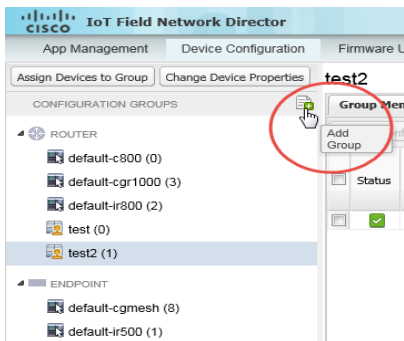 CISCO IoT Field Network Director
App Management Device Configuration Firmware U
Assign Devices to Group Change Device Properties test2
CONFIGURATION GROUPS Group Mem
Add Group
ROUTER
default-c800 (0)
default-cgr1000 (3) Status
default-ir800 (2)
test (0)
test2 (1)
ENDPOINT
default-cgmesh (8)
default-ir500 (1)